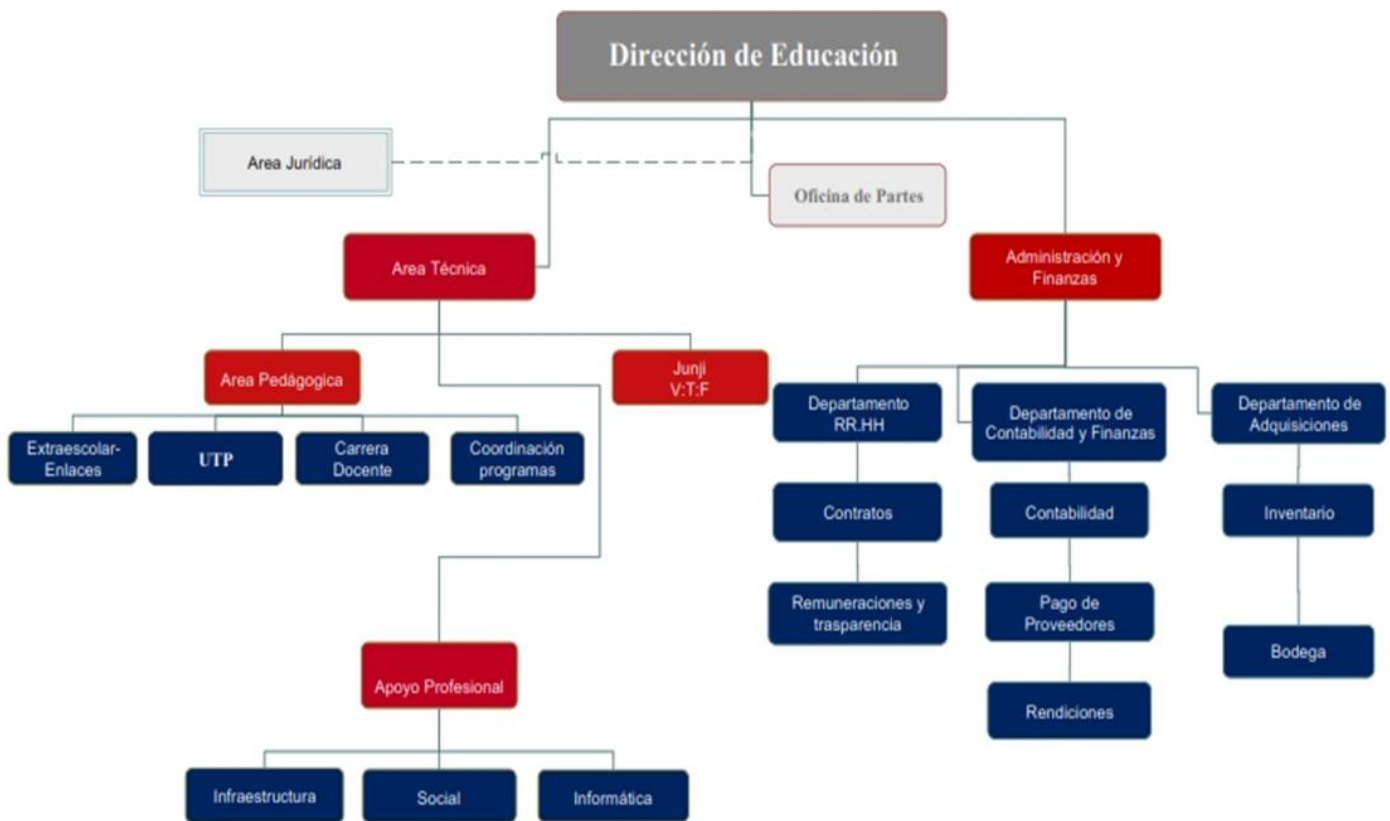 Dirección de Educación
Area Jurídica
Oficina de Partes
Area Técnica
Administración y
Finanzas
Area Pedágogica
Junji
V:T:F
Extraescolar-
Enlaces
UTP
Carrera
Docente
Coordinación
programas
Departamento
RR.HH
Departamento de
Contabilidad y Finanzas
Departamento de
Adquisiciones
Contratos
Contabilidad
Inventario
Remuneraciones y
trasparencia
Pago de
Proveedores
Bodega
Rendiciones
Apoyo Profesional
Infraestructura
Social
Informática